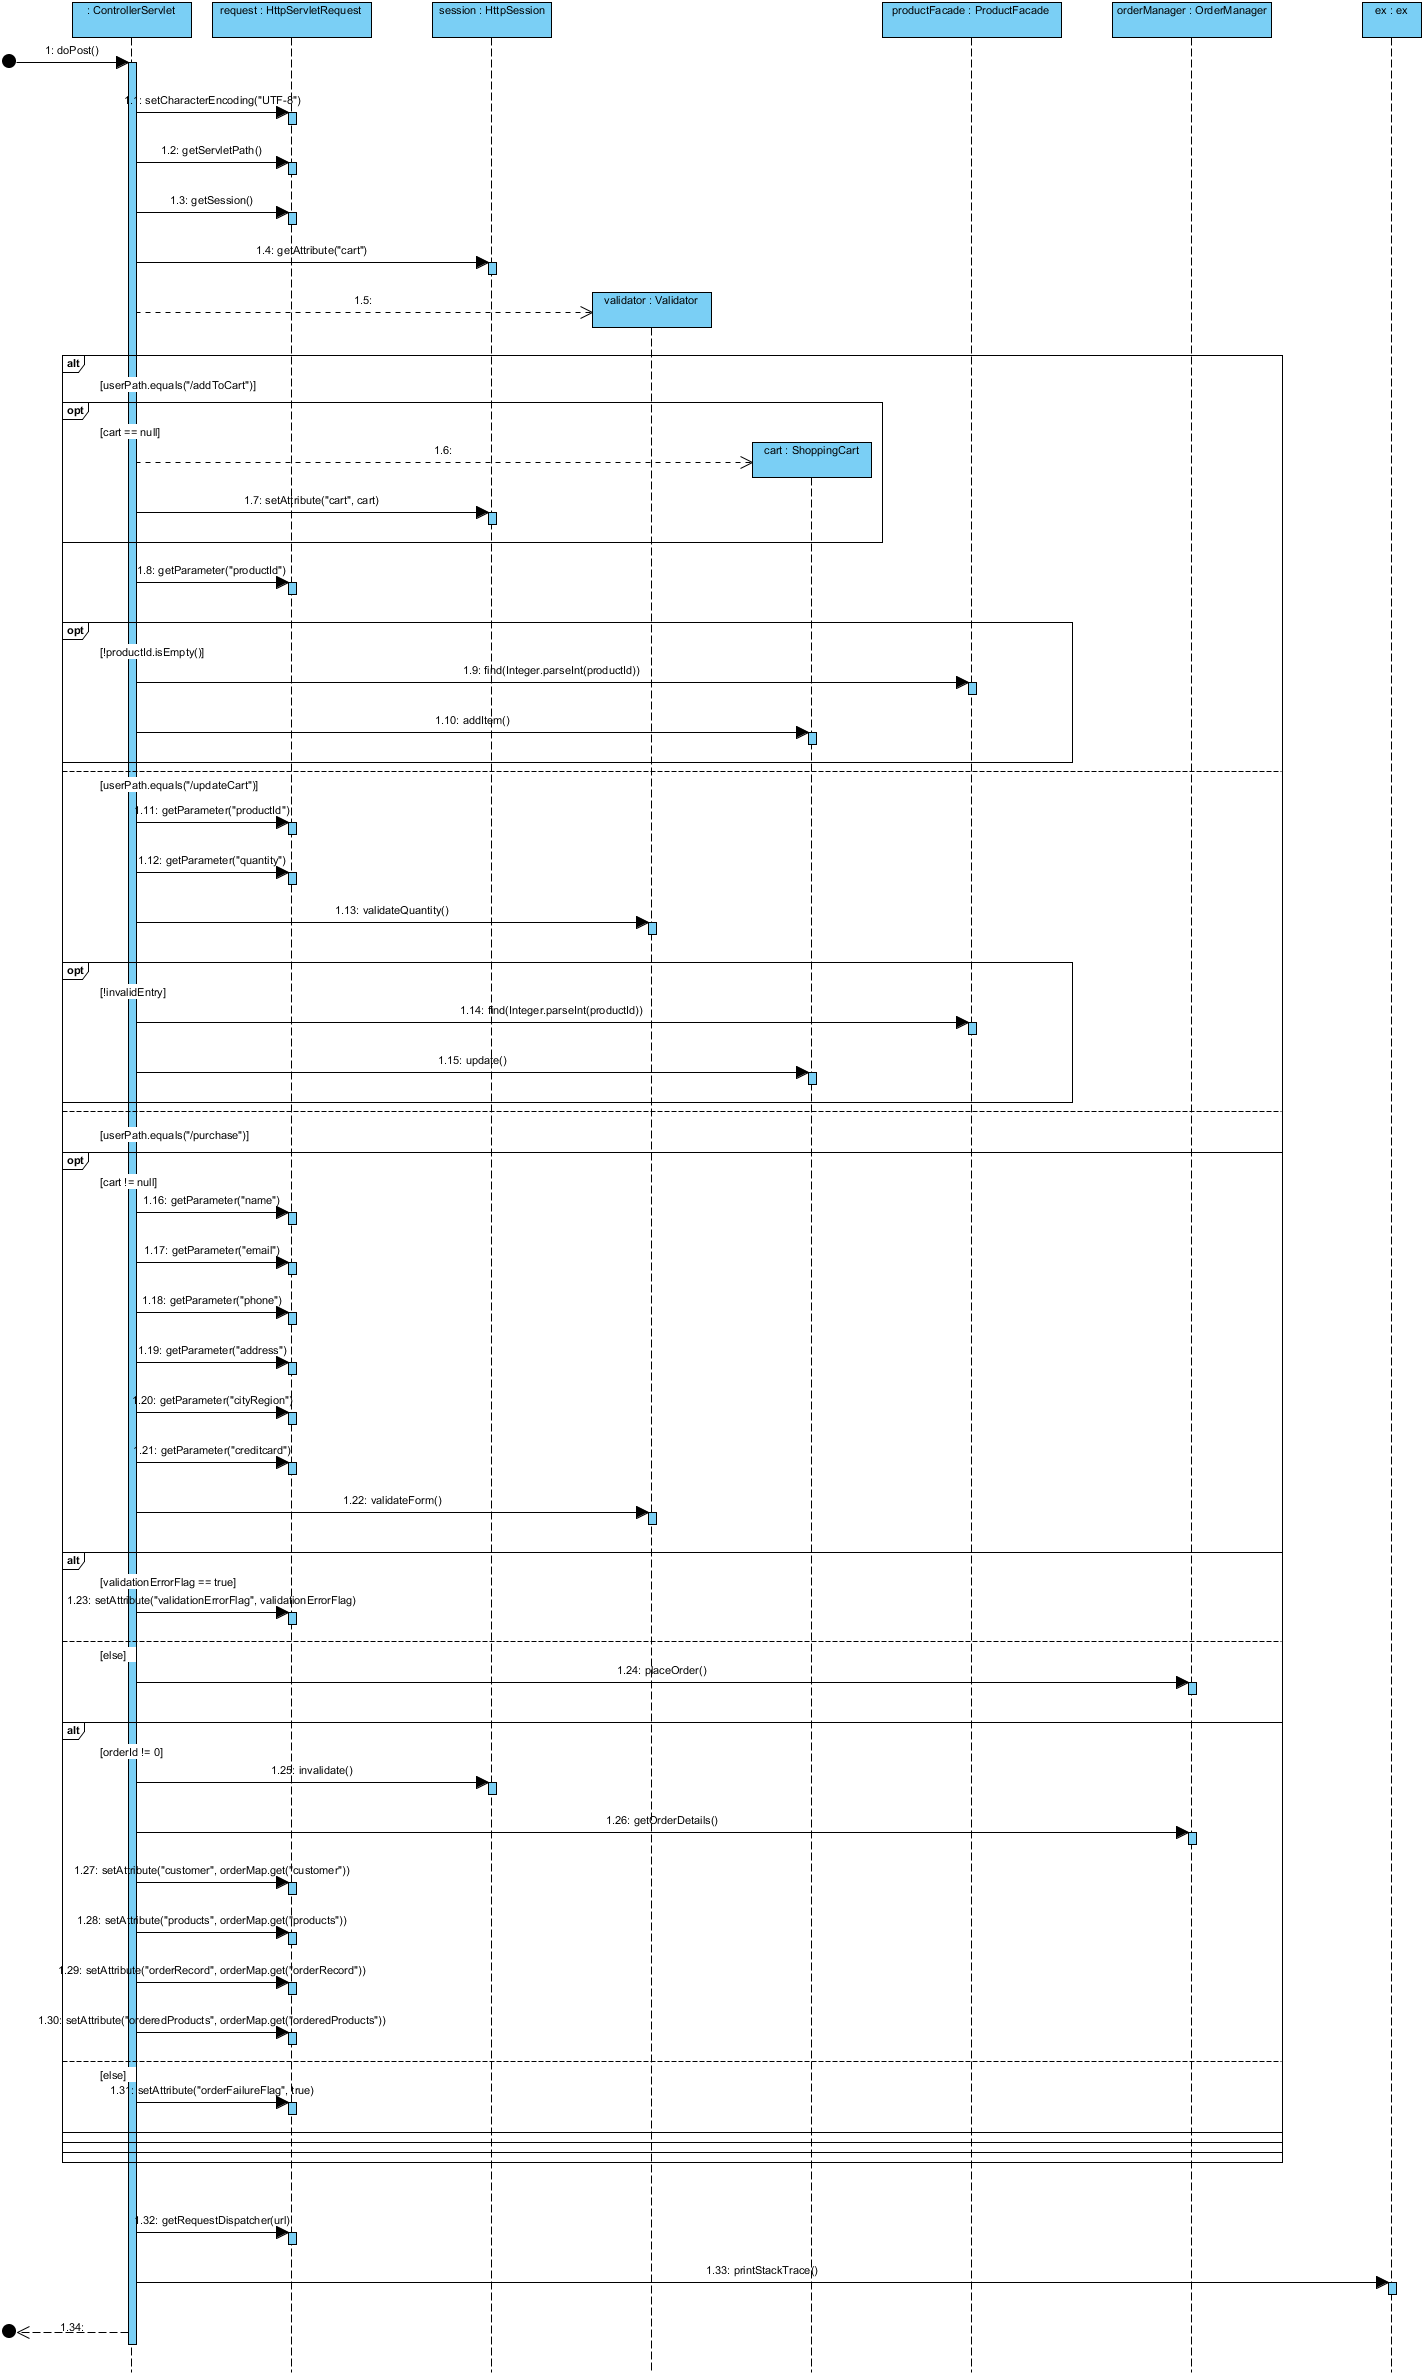 : ControllerServlet
request : HttpServletRequest
session : HttpSession
productFacade : ProductFacade
orderManager : OrderManager
ex : ex
1: doPost()
1.1: setCharacterEncoding("UTF-8")
1.2: getServletPath()
1.3: getSession()
1.4: getAttribute("cart")
1.5:
validator : Validator
alt
[userPath.equals("/addToCart")]
opt
[cart == null]
1.6:
cart : ShoppingCart
1.7: setAttribute("cart", cart)
1.8: getParameter("productId")
opt
[!productId.isEmpty()]
1.9: find(Integer.parseInt(productId))
1.10: addItem()
[userPath.equals("/updateCart")]
1.11: getParameter("productId")
1.12: getParameter("quantity")
1.13: validateQuantity()
opt
[!invalidEntry]
1.14: find(Integer.parseInt(productId))
1.15: update()
[userPath.equals("/purchase")]
opt
[cart != null]
1.16: getParameter("name")
1.17: getParameter("email")
1.18: getParameter("phone")
1.19: getParameter("address")
1.20: getParameter("cityRegion")
1.21: getParameter("creditcard")
1.22: validateForm()
alt
[validationErrorFlag == true]
1.23: setAttribute("validationErrorFlag", validationErrorFlag)
[else]
1.24: placeOrder()
alt
[orderId != 0]
1.25: invalidate()
1.26: getOrderDetails()
1.27: setAttribute("customer", orderMap.get("customer"))
1.28: setAttribute("products", orderMap.get("products"))
1.29: setAttribute("orderRecord", orderMap.get("orderRecord"))
1.30: setAttribute("orderedProducts", orderMap.get("orderedProducts"))
[else]
1.31: setAttribute("orderFailureFlag", true)
1.32: getRequestDispatcher(url)
1.33: printStackTrace()
1.34: